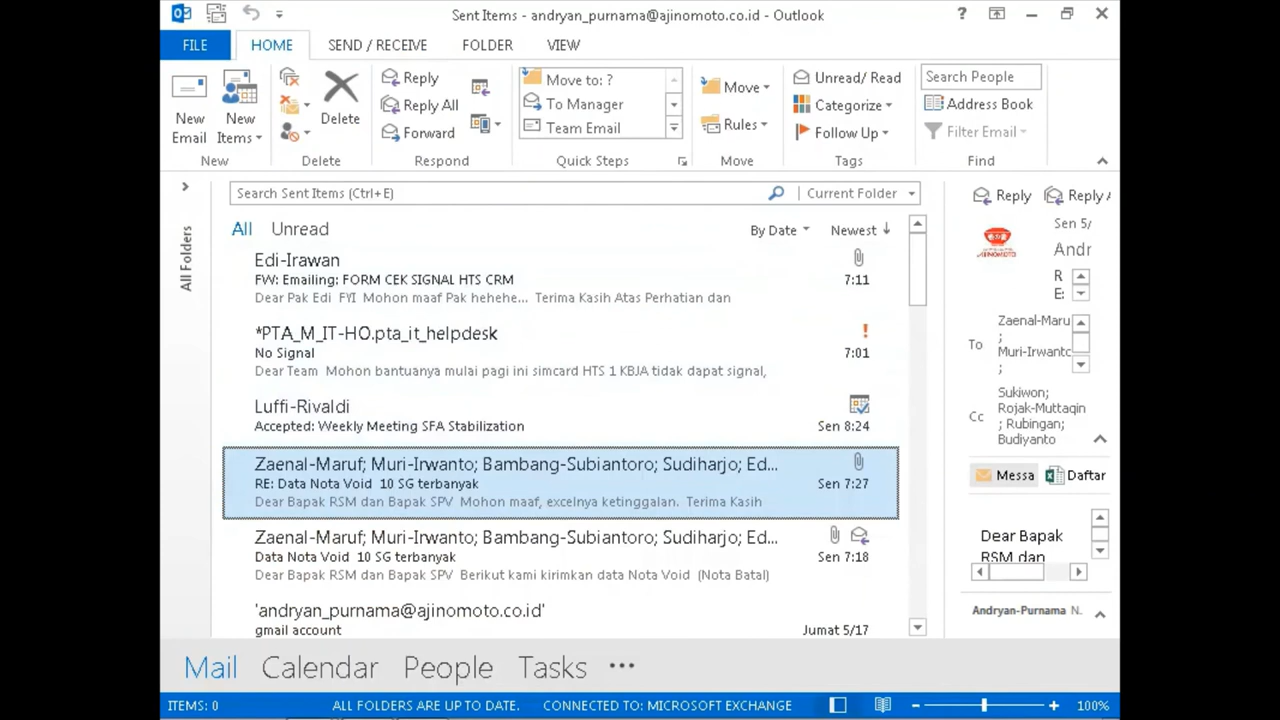 Sent Items - andryan_purnama@ajinomoto.co.id - Outlook
FILE HOME SEND / RECEIVE FOLDER VIEW
New Email
New Items
Delete
Reply
Reply All
Forward
Move to: ?
To Manager
Team Email
Move
Rules
Unread/ Read
Categorize
Follow Up
Search People
Address Book
Filter Email
New Delete Respond Quick Steps Move Tags Find
All Folders
Search Sent Items (Ctrl+E) Current Folder
All Unread By Date Newest
Edi-Irawan
FW: Emailing: FORM CEK SIGNAL HTS CRM 7:11
Dear Pak Edi FYI Mohon maaf Pak hehehe... Terima Kasih Atas Perhatian dan
*PTA_M_IT-HO.pta_it_helpdesk
No Signal 7:01
Dear Team Mohon bantuanya mulai pagi ini simcard HTS 1 KBJA tidak dapat signal,
Luffi-Rivaldi
Accepted: Weekly Meeting SFA Stabilization Sen 8:24
Zaenal-Maruf; Muri-Irwanto; Bambang-Subiantoro; Sudiharjo; Ed...
RE: Data Nota Void 10 SG terbanyak Sen 7:27
Dear Bapak RSM dan Bapak SPV Mohon maaf, excelnya ketinggalan. Terima Kasih
Zaenal-Maruf; Muri-Irwanto; Bambang-Subiantoro; Sudiharjo; Ed...
Data Nota Void 10 SG terbanyak Sen 7:18
Dear Bapak RSM dan Bapak SPV Berikut kami kirimkan data Nota Void (Nota Batal)
'andryan_purnama@ajinomoto.co.id'
gmail account Jumat 5/17
Reply Reply A
Sen 5/
AJINOMOTO
Andr
R
E:
To
Zaenal-Maru
;
Muri-Irwanto
;
Cc
Sukiwon;
Rojak-Muttaqin
; Rubingan;
Budiyanto
Messa Daftar
Dear Bapak
RSM dan
Andryan-Purnama N.
Mail Calendar People Tasks •••
ITEMS: 0 ALL FOLDERS ARE UP TO DATE. CONNECTED TO: MICROSOFT EXCHANGE 100%